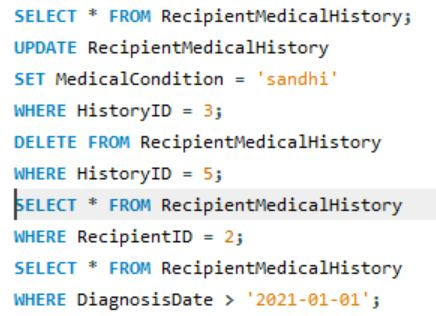 SELECT * FROM RecipientMedicalHistory;
UPDATE RecipientMedicalHistory
SET MedicalCondition = 'sandhi'
WHERE HistoryID = 3;
DELETE FROM RecipientMedicalHistory
WHERE HistoryID = 5;
SELECT * FROM RecipientMedicalHistory
WHERE RecipientID = 2;
SELECT * FROM RecipientMedicalHistory
WHERE DiagnosisDate > '2021-01-01';